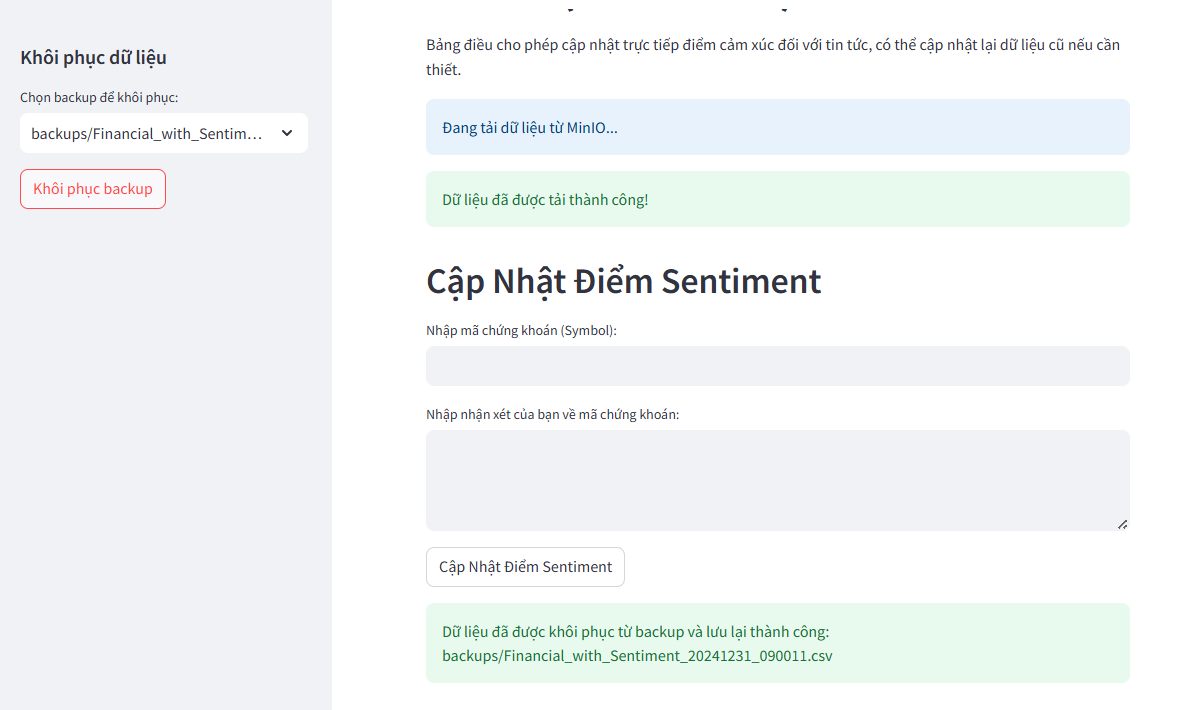 Khôi phục dữ liệu
Chọn backup để khôi phục:
backups/Financial_with_Sentim...
Khôi phục backup
Bảng điều cho phép cập nhật trực tiếp điểm cảm xúc đối với tin tức, có thể cập nhật lại dữ liệu cũ nếu cần
thiết.
Đang tải dữ liệu từ MinIO...
Dữ liệu đã được tải thành công!
Cập Nhật Điểm Sentiment
Nhập mã chứng khoán (Symbol):
Nhập nhận xét của bạn về mã chứng khoán:
Cập Nhật Điểm Sentiment
Dữ liệu đã được khôi phục từ backup và lưu lại thành công:
backups/Financial_with_Sentiment_20241231_090011.csv